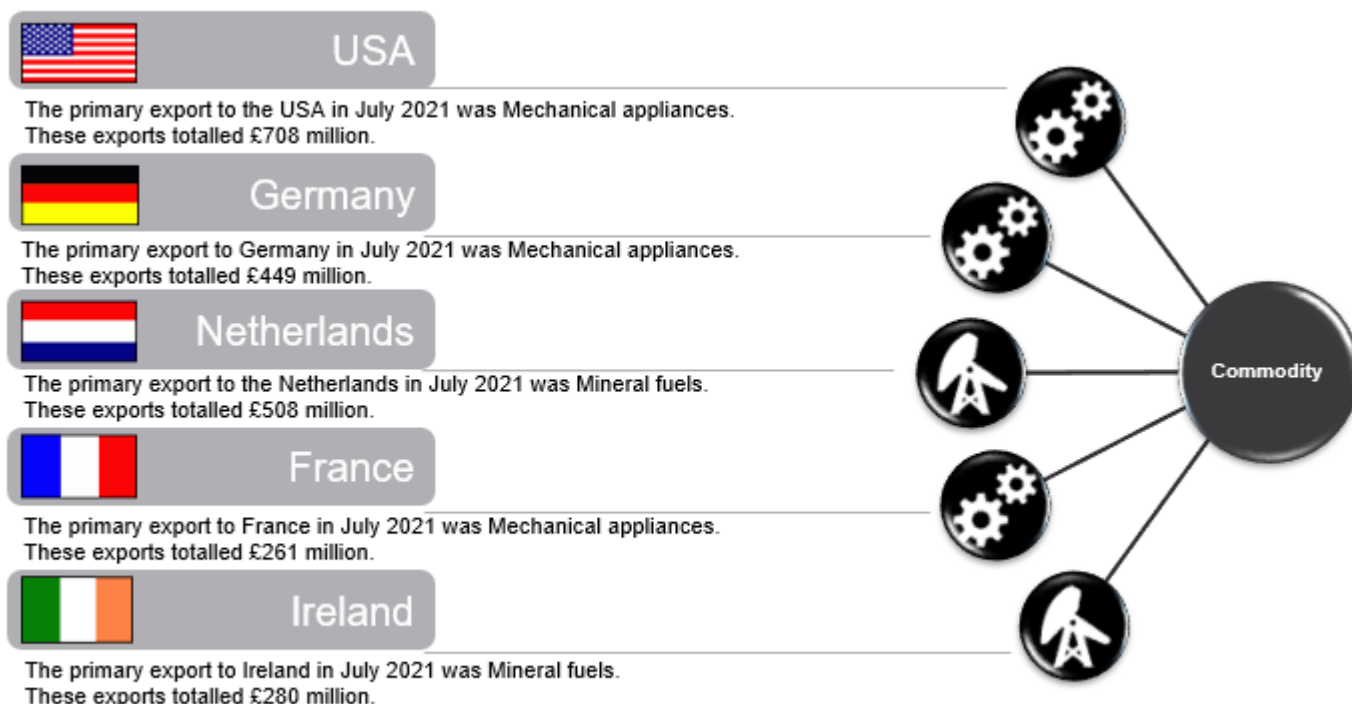 USA
The primary export to the USA in July 2021 was Mechanical appliances.
These exports totalled £708 million.
Germany
The primary export to Germany in July 2021 was Mechanical appliances.
These exports totalled £449 million.
Netherlands
The primary export to the Netherlands in July 2021 was Mineral fuels.
These exports totalled £508 million.
France
The primary export to France in July 2021 was Mechanical appliances.
These exports totalled £261 million.
Ireland
The primary export to Ireland in July 2021 was Mineral fuels.
These exports totalled £280 million.
Commodity